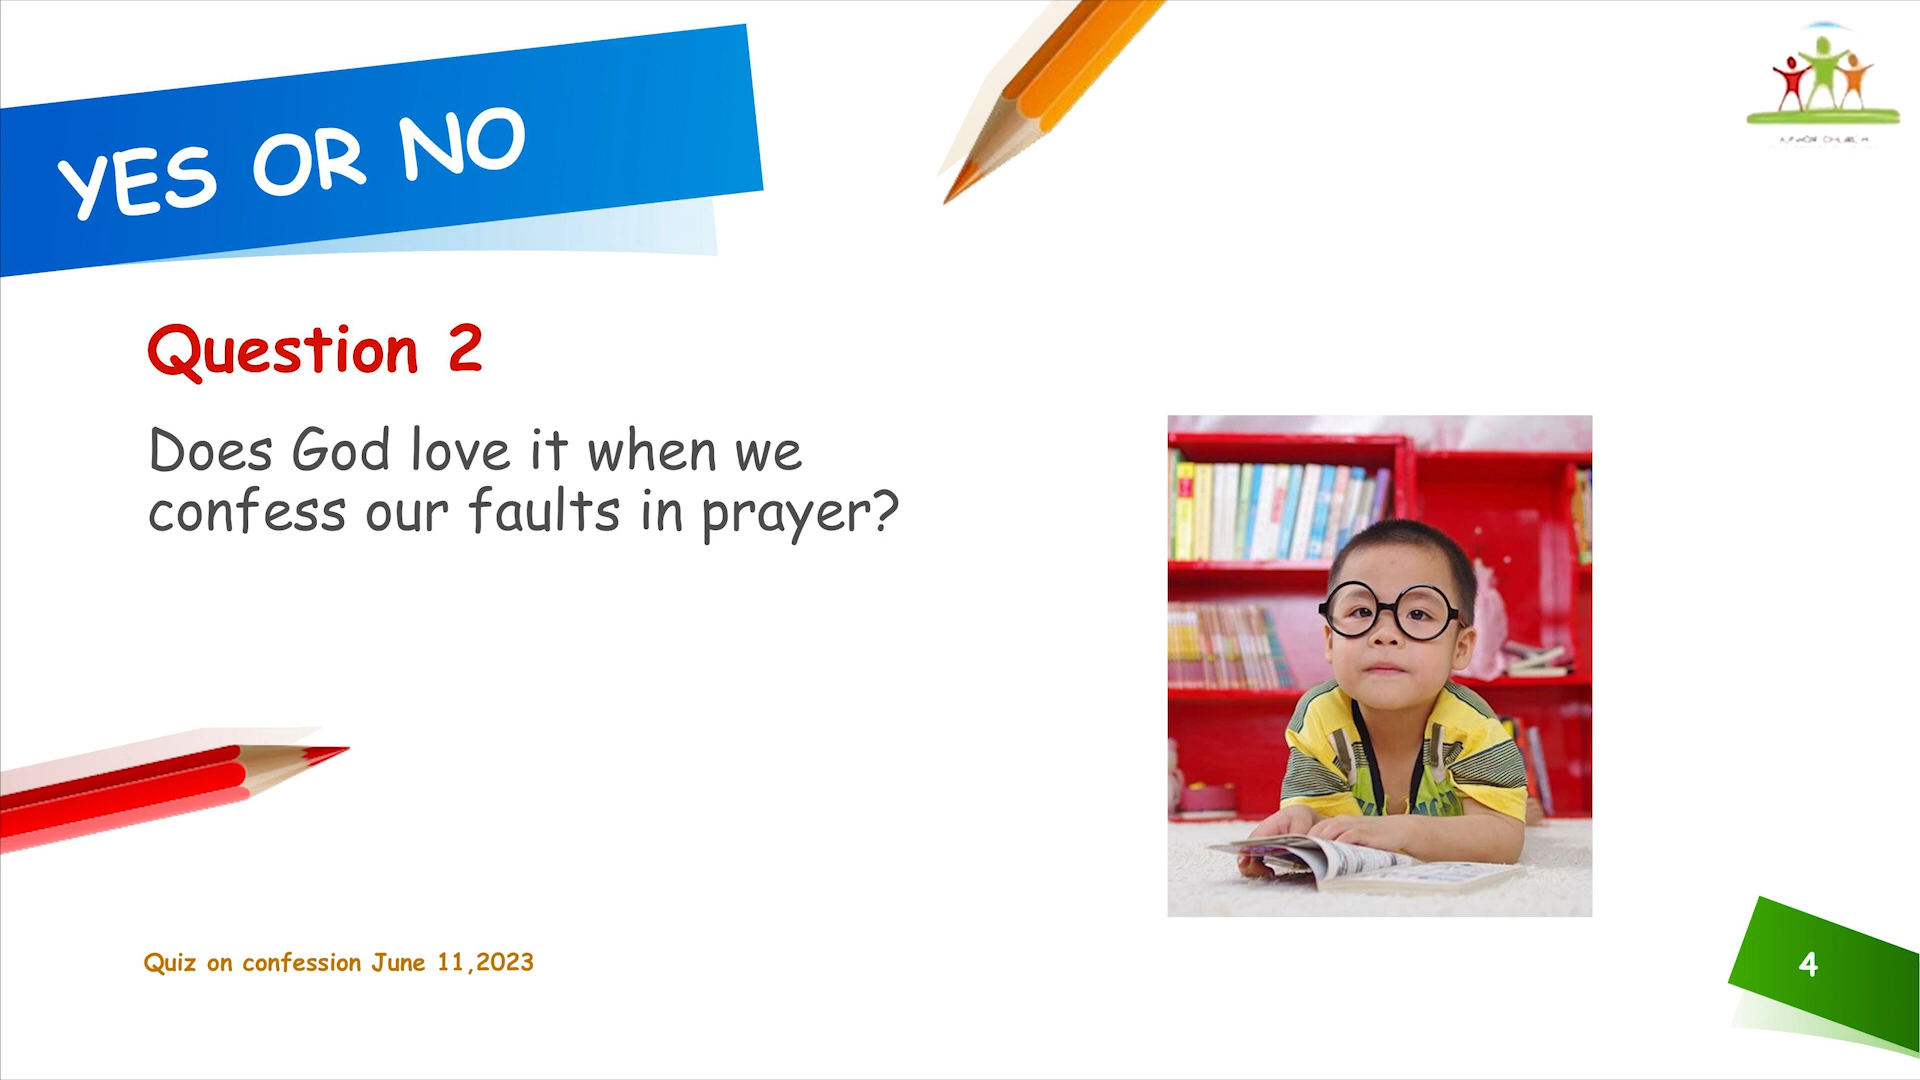 YES OR NO
Question 2
Does God love it when we
confess our faults in prayer?
Quiz on confession June 11,2023
4